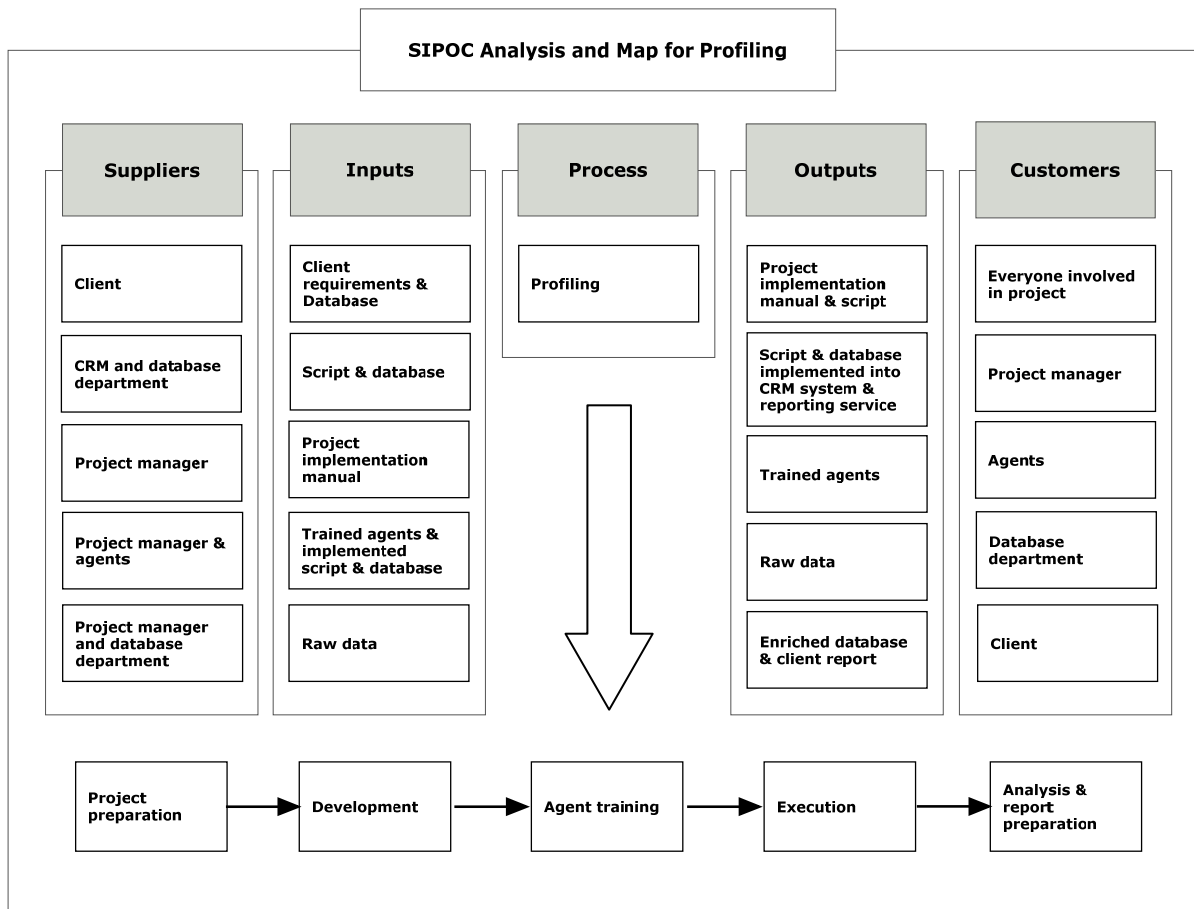 SIPOC Analysis and Map for Profiling
Suppliers
Client
CRM and database
department
Project manager
Project manager &
agents
Project manager
and database
department
Inputs
Client
requirements &
Database
Script & database
Project
implementation
manual
Trained agents &
implemented
script & database
Raw data
Process
Profiling
Outputs
Project
implementation
manual & script
Script & database
implemented into
CRM system &
reporting service
Trained agents
Raw data
Enriched database
& client report
Customers
Everyone involved
in project
Project manager
Agents
Database
department
Client
Project
preparation
Development
Agent training
Execution
Analysis &
report
preparation